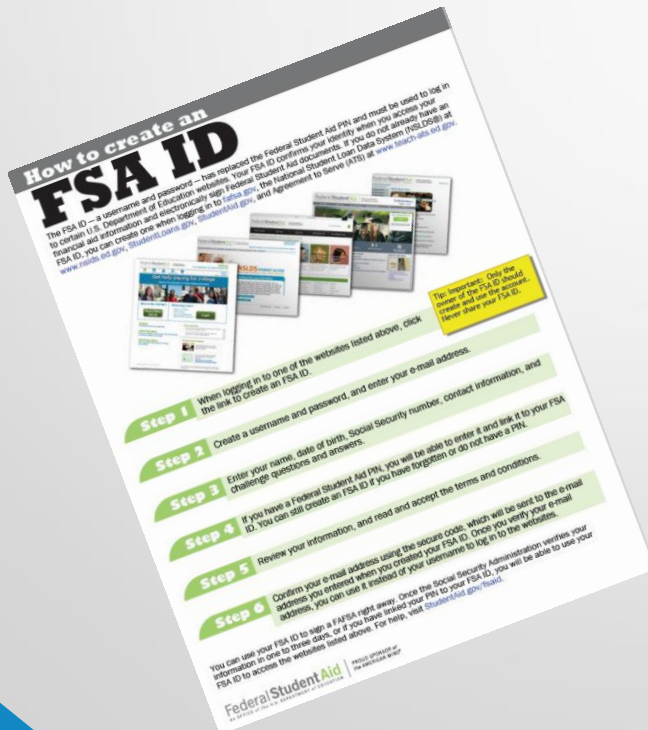 How to create an
FSA ID
The FSA ID — a username and password — has replaced the Federal Student Aid PIN and must be used to log in
to certain U.S. Department of Education websites. Your FSA ID confirms your identity when you access your
financial aid information and electronically sign Federal Student Aid documents. If you do not already have an
FSA ID, you can create one when logging in to fafsa.gov, the National Student Loan Data System (NSLDS®) at
www.nslds.ed.gov, StudentLoans.gov, StudentAid.gov, and Agreement to Serve (ATS) at www.teach-ats.ed.gov.
Get help paying for college
NSLDS
Tip: Important: Only the
owner of the FSA ID should
create and use the account.
Never share your FSA ID.
Step 1
When logging in to one of the websites listed above, click
the link to create an FSA ID.
Step 2
Create a username and password, and enter your e-mail address.
Step 3
Enter your name, date of birth, Social Security number, contact information, and
challenge questions and answers.
Step 4
If you have a Federal Student Aid PIN, you will be able to enter it and link it to your FSA
ID. You can still create an FSA ID if you have forgotten or do not have a PIN.
Step 5
Review your information, and read and accept the terms and conditions.
Step 6
Confirm your e-mail address using the secure code, which will be sent to the e-mail
address you entered when you created your FSA ID. Once you verify your e-mail
address, you can use it instead of your username to log in to the websites.
You can use your FSA ID to sign a FAFSA right away. Once the Social Security Administration verifies your
information in one to three days, or if you have linked your PIN to your FSA ID, you will be able to use your
FSA ID to access the websites listed above. For help, visit StudentAid.gov/fsaid.
Federal Student Aid
AN OFFICE of the U.S. DEPARTMENT of EDUCATION
PROUD SPONSOR of
the AMERICAN MIND®